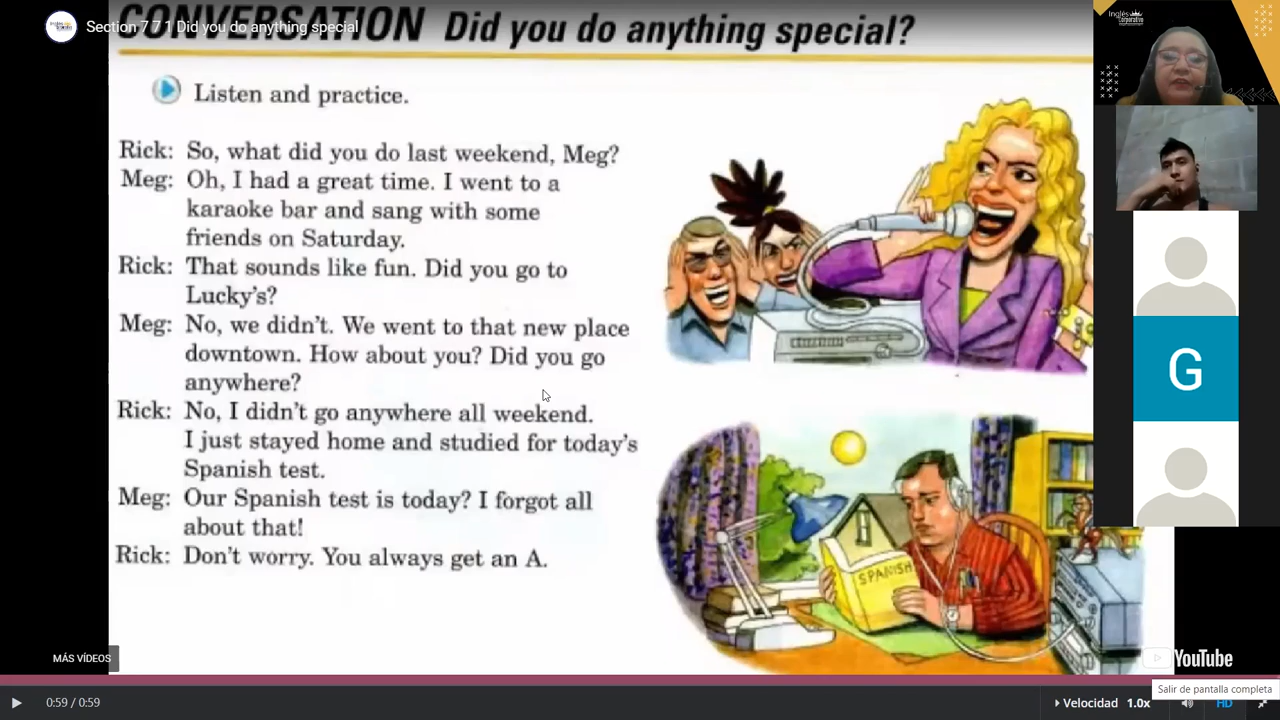 CONVERSATION Did you do anything special?
Section 7 7 1 Did you do anything special
Inglés
Corporativo
Listen and practice.
Rick: So, what did you do last weekend, Meg?
Meg: Oh, I had a great time. I went to a
karaoke bar and sang with some
friends on Saturday.
Rick: That sounds like fun. Did you go to
Lucky's?
Meg: No, we didn't. We went to that new place
downtown. How about you? Did you go
anywhere?
Rick: No, I didn't go anywhere all weekend.
I just stayed home and studied for today's
Spanish test.
Meg: Our Spanish test is today? I forgot all
about that!
Rick: Don't worry. You always get an A.
SPANISH
G
MÁS VÍDEOS
YouTube
Salir de pantalla completa
0:59 / 0:59
Velocidad 1.0x
HD